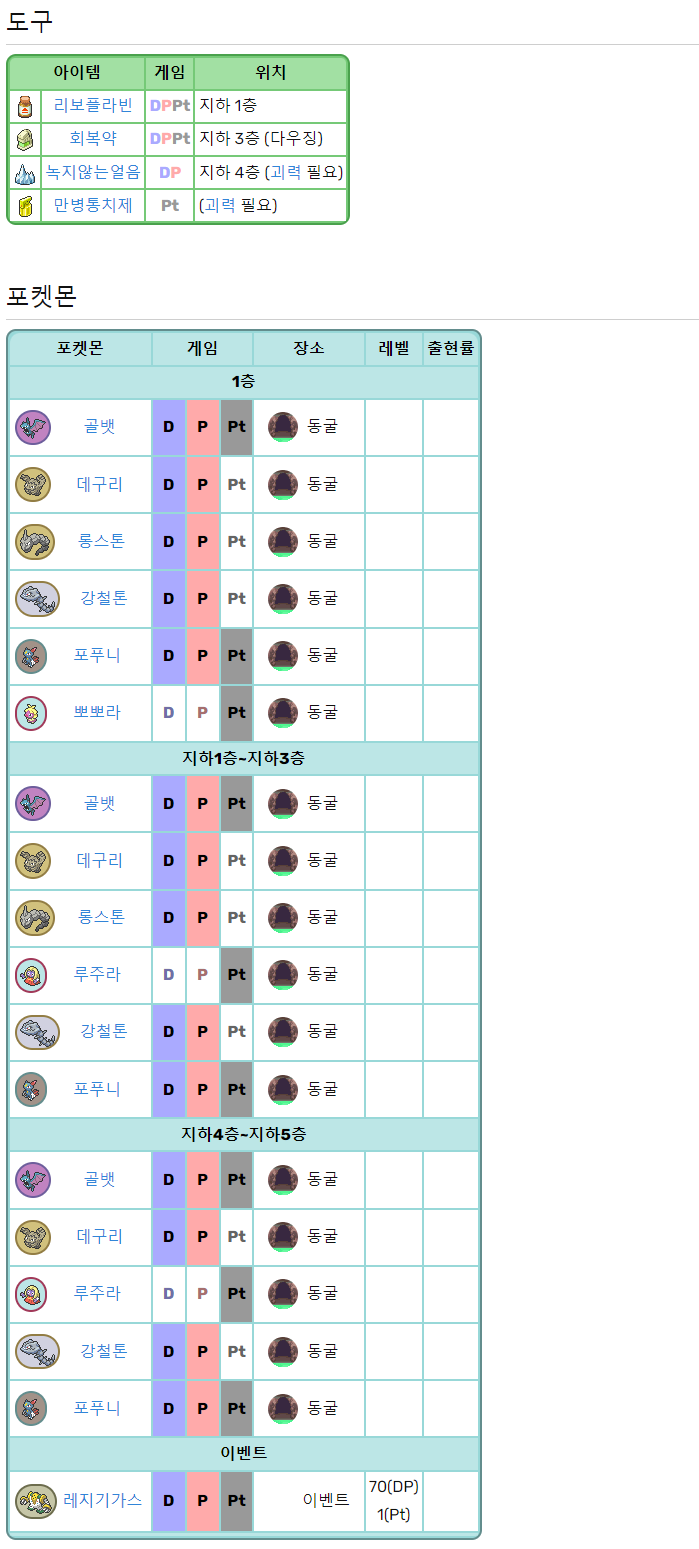 도구
아이템 게임 위치
리보플라빈 DPPt 지하 1층
회복약 DPPt 지하 3층 (다우징)
녹지않는얼음 DP 지하 4층 (괴력 필요)
만병통치제 Pt (괴력 필요)
포켓몬
포켓몬 게임 장소 레벨 출현률
1층
골뱃 D P Pt 동굴
데구리 D P Pt 동굴
롱스톤 D P Pt 동굴
강철톤 D P Pt 동굴
포푸니 D P Pt 동굴
뽀뽀라 D P Pt 동굴
지하1층~지하3층
골뱃 D P Pt 동굴
데구리 D P Pt 동굴
롱스톤 D P Pt 동굴
루주라 D P Pt 동굴
강철톤 D P Pt 동굴
포푸니 D P Pt 동굴
지하4층~지하5층
골뱃 D P Pt 동굴
데구리 D P Pt 동굴
루주라 D P Pt 동굴
강철톤 D P Pt 동굴
포푸니 D P Pt 동굴
이벤트
레지기가스 D P Pt 이벤트 70(DP)
1(Pt)